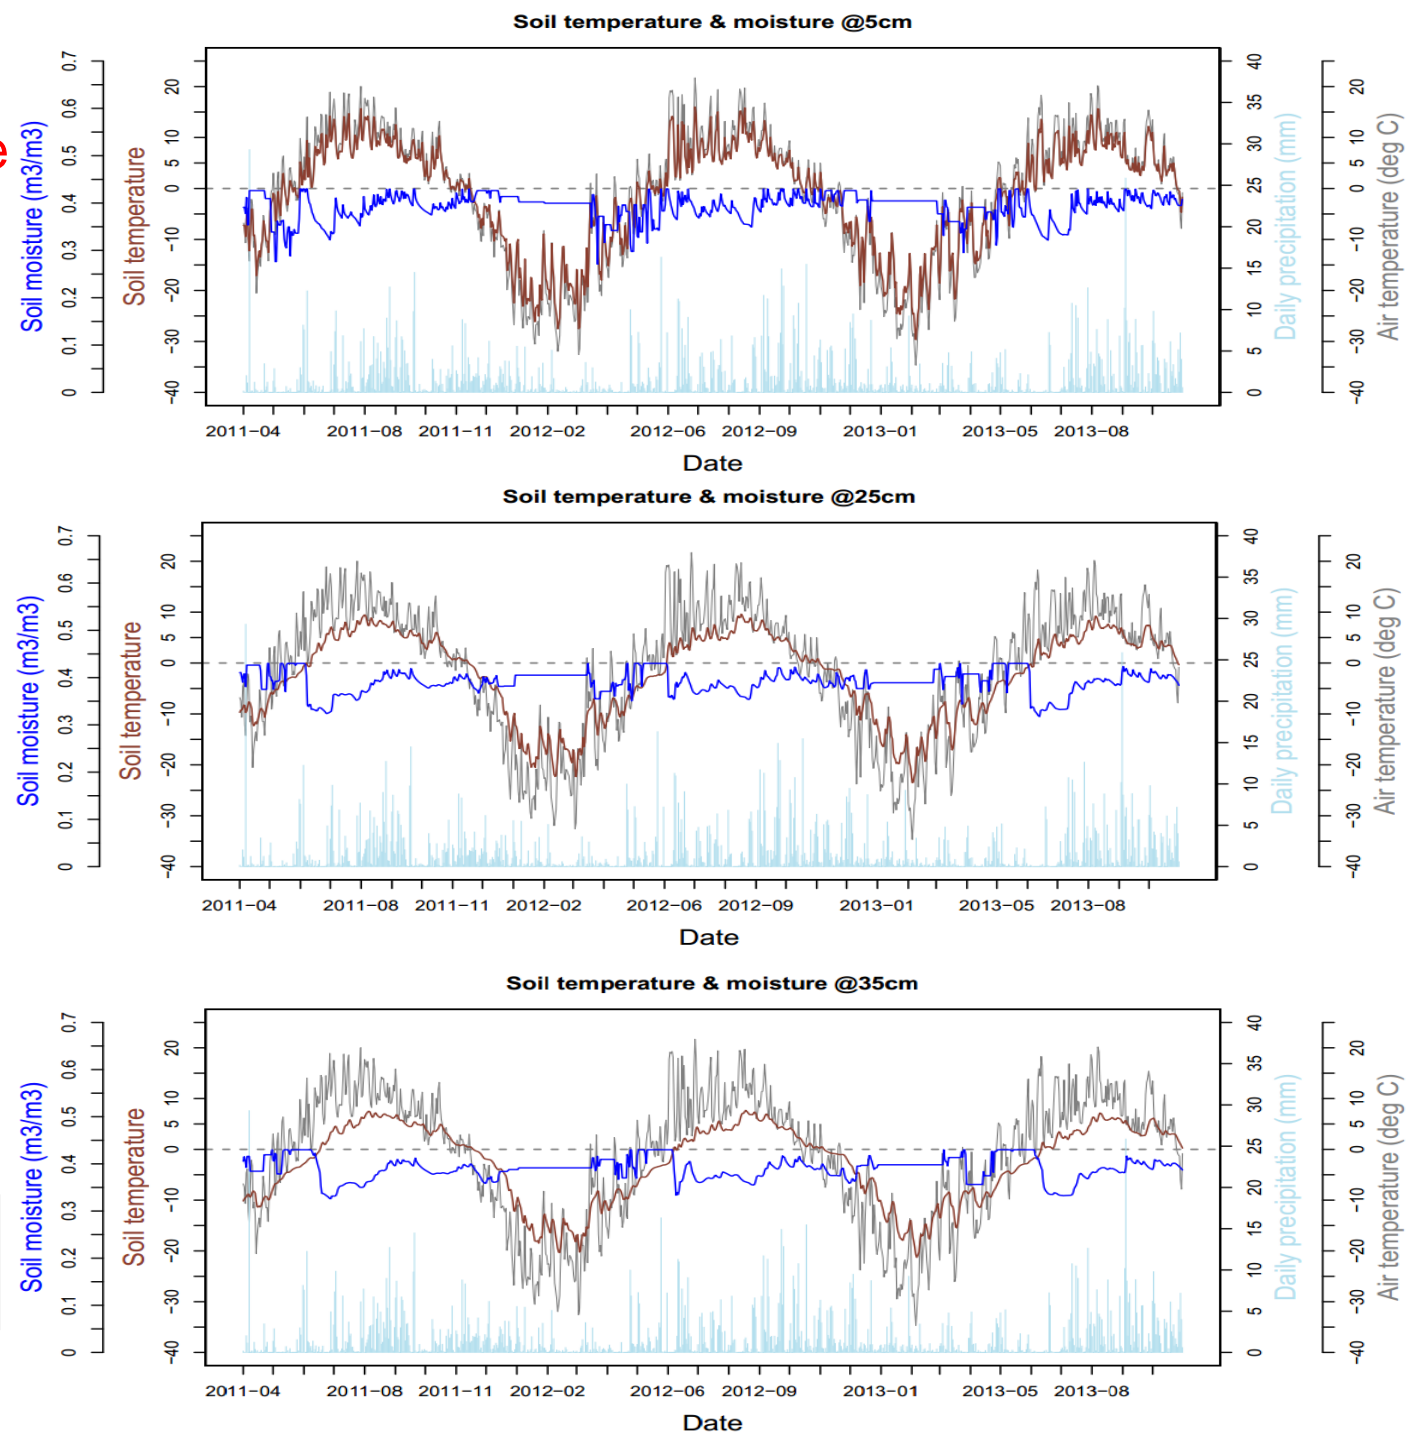 Soil temperature & moisture @5cm
Soil moisture (m3/m3)
0 0.1 0.2 0.3 0.4 0.5 0.6 0.7
Soil temperature
−40 −30 −20 −10 0 5 10 20
0 5 10 15 20 25 30 35 40
Daily precipitation (mm)
−40 −30 −20 −10 0 5 10 20
Air temperature (deg C)
2011−04 2011−08 2011−11 2012−02 2012−06 2012−09 2013−01 2013−05 2013−08
Date
Soil temperature & moisture @25cm
Soil moisture (m3/m3)
0 0.1 0.2 0.3 0.4 0.5 0.6 0.7
Soil temperature
−40 −30 −20 −10 0 5 10 20
0 5 10 15 20 25 30 35 40
Daily precipitation (mm)
−40 −30 −20 −10 0 5 10 20
Air temperature (deg C)
2011−04 2011−08 2011−11 2012−02 2012−06 2012−09 2013−01 2013−05 2013−08
Date
Soil temperature & moisture @35cm
Soil moisture (m3/m3)
0 0.1 0.2 0.3 0.4 0.5 0.6 0.7
Soil temperature
−40 −30 −20 −10 0 5 10 20
0 5 10 15 20 25 30 35 40
Daily precipitation (mm)
−40 −30 −20 −10 0 5 10 20
Air temperature (deg C)
2011−04 2011−08 2011−11 2012−02 2012−06 2012−09 2013−01 2013−05 2013−08
Date